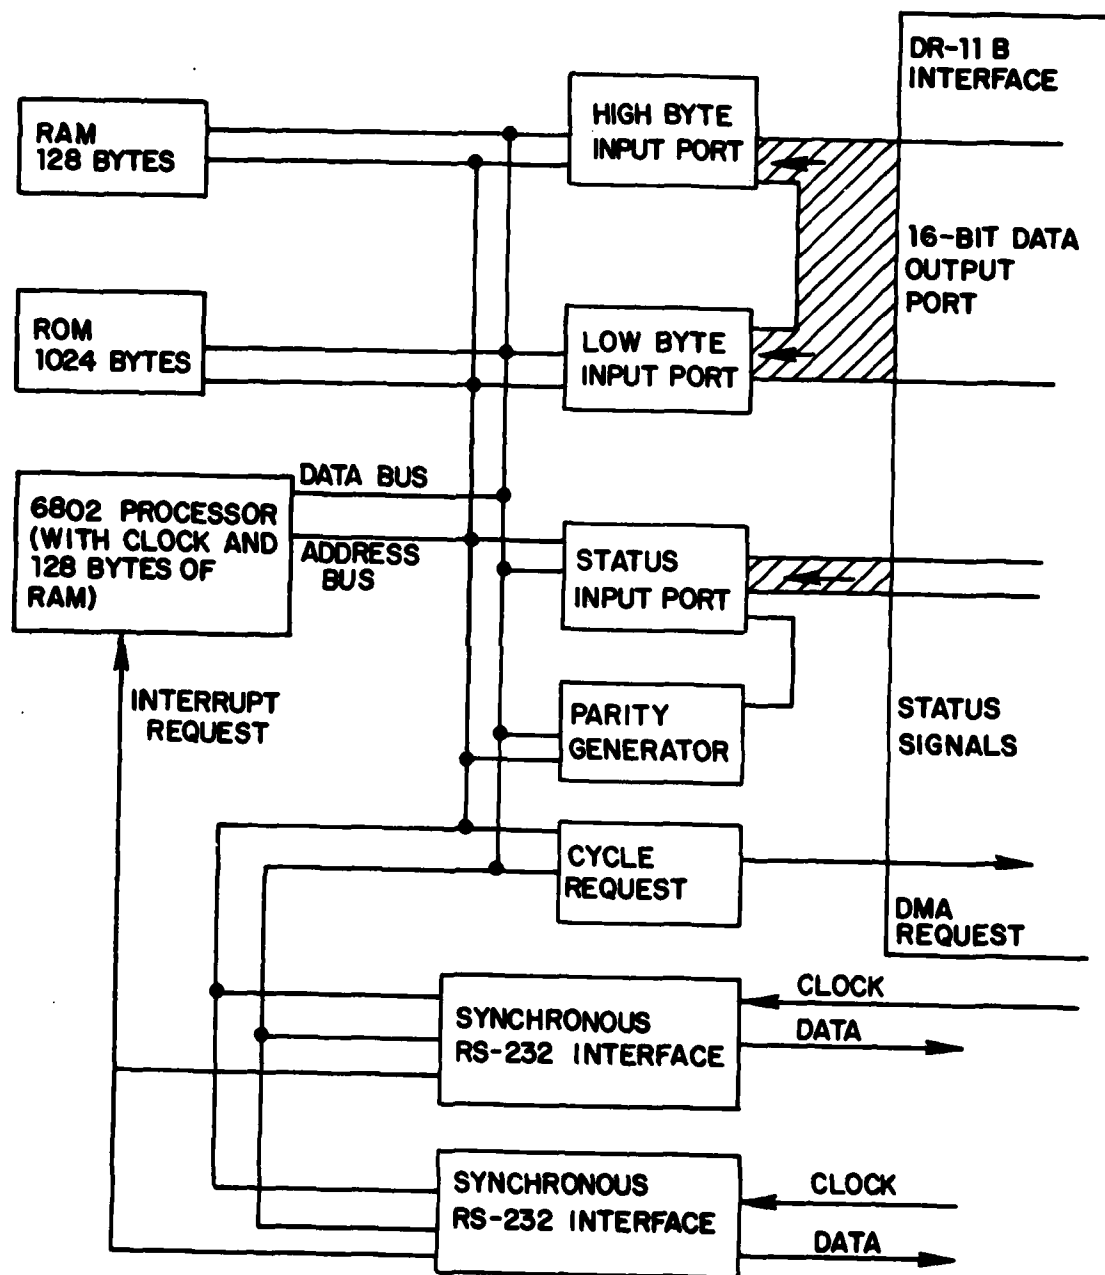 DR-11 B
INTERFACE
HIGH BYTE
INPUT PORT
RAM
128 BYTES
16-BIT DATA
OUTPUT
PORT
ROM
1024 BYTES
LOW BYTE
INPUT PORT
DATA BUS
6802 PROCESSOR
(WITH CLOCK AND
128 BYTES OF
RAM)
ADDRESS
BUS
STATUS
INPUT PORT
INTERRUPT
REQUEST
PARITY
GENERATOR
STATUS
SIGNALS
CYCLE
REQUEST
DMA
REQUEST
SYNCHRONOUS
RS-232 INTERFACE
CLOCK
DATA
SYNCHRONOUS
RS-232 INTERFACE
CLOCK
DATA